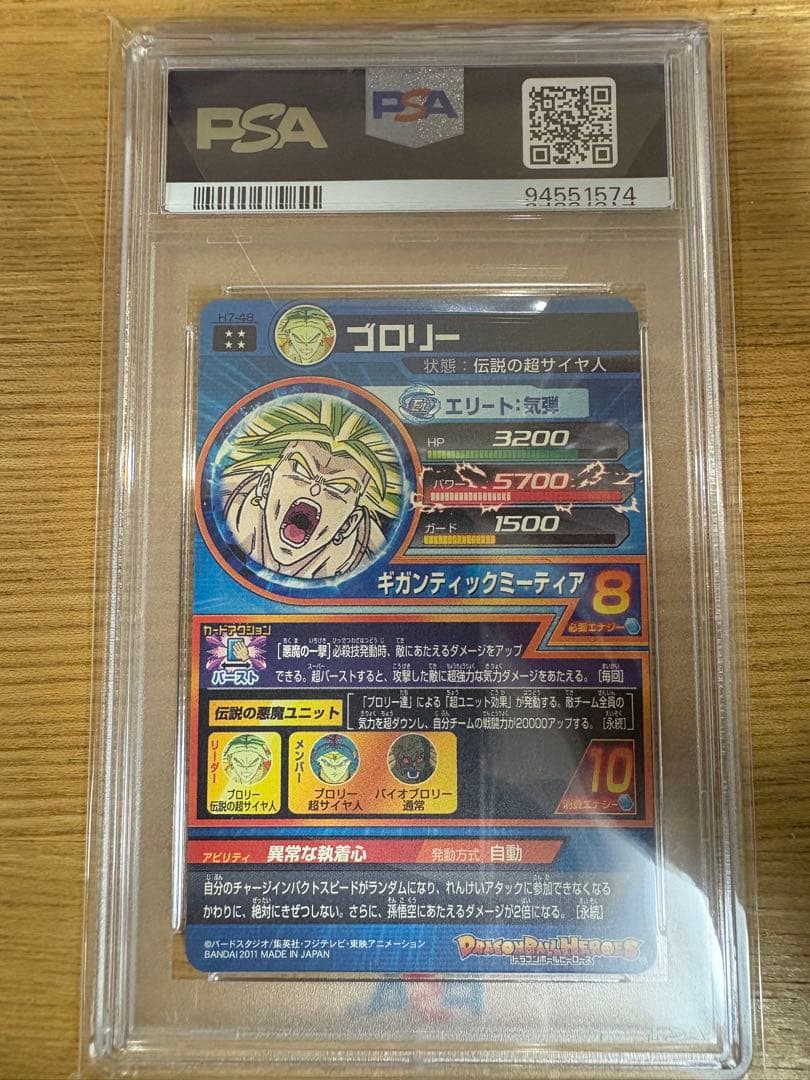 PSA
PSA
94551574
H7-48
ブロリー
状態：伝説の超サイヤ人
エリート：気弾
HP 3200
パワー 5700
ガード 1500
ギガンティックミーティア 8
必要エナジー
カードアクション
バースト
[悪魔の一撃]必殺技発動時、敵にあたえるダメージをアップ
できる。超バーストすると、攻撃した敵に超強力な気力ダメージをあたえる。[毎回]
伝説の悪魔ユニット
「ブロリー達」による「超ユニット効果」が発動する。敵チーム全員の
気力を超ダウンし、自分チームの戦闘力が20000アップする。[永続]
リーダー
ブロリー
伝説の超サイヤ人
メンバー
ブロリー
超サイヤ人
バイオブロリー
通常
10
消費エナジー
アビリティ 異常な執着心 発動方式 自動
自分のチャージインパクトスピードがランダムになり、れんけいアタックに参加できなくなる
かわりに、絶対にきぜつしない。さらに、孫悟空にあたえるダメージが2倍になる。[永続]
©バードスタジオ/集英社・フジテレビ・東映アニメーション
BANDAI 2011 MADE IN JAPAN
DRAGONBALL HEROES
ドラゴンボールヒーローズ